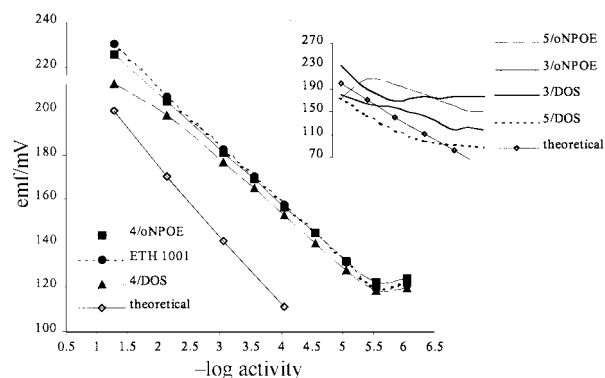 240
220
200
180
160
140
120
100
emf/mV
0.5 1 1.5 2 2.5 3 3.5 4 4.5 5 5.5 6 6.5
–log activity
4/oNPOE
ETH 1001
4/DOS
theoretical
270
230
190
150
110
70
5/oNPOE
3/oNPOE
3/DOS
5/DOS
theoretical